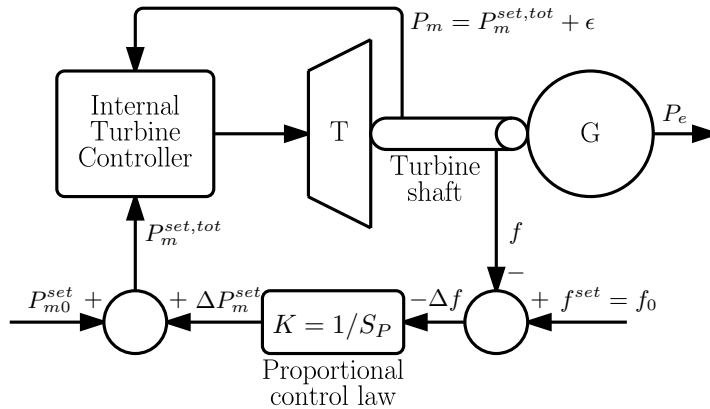 P_m = P_m^{set,tot} + ϵ
Internal
Turbine
Controller
T
G
P_e
Turbine
shaft
P_m^{set,tot}
f
−
P_{m0}^{set} +
+ ΔP_m^{set}
K = 1/S_P
−Δf
+ f^{set} = f_0
Proportional
control law